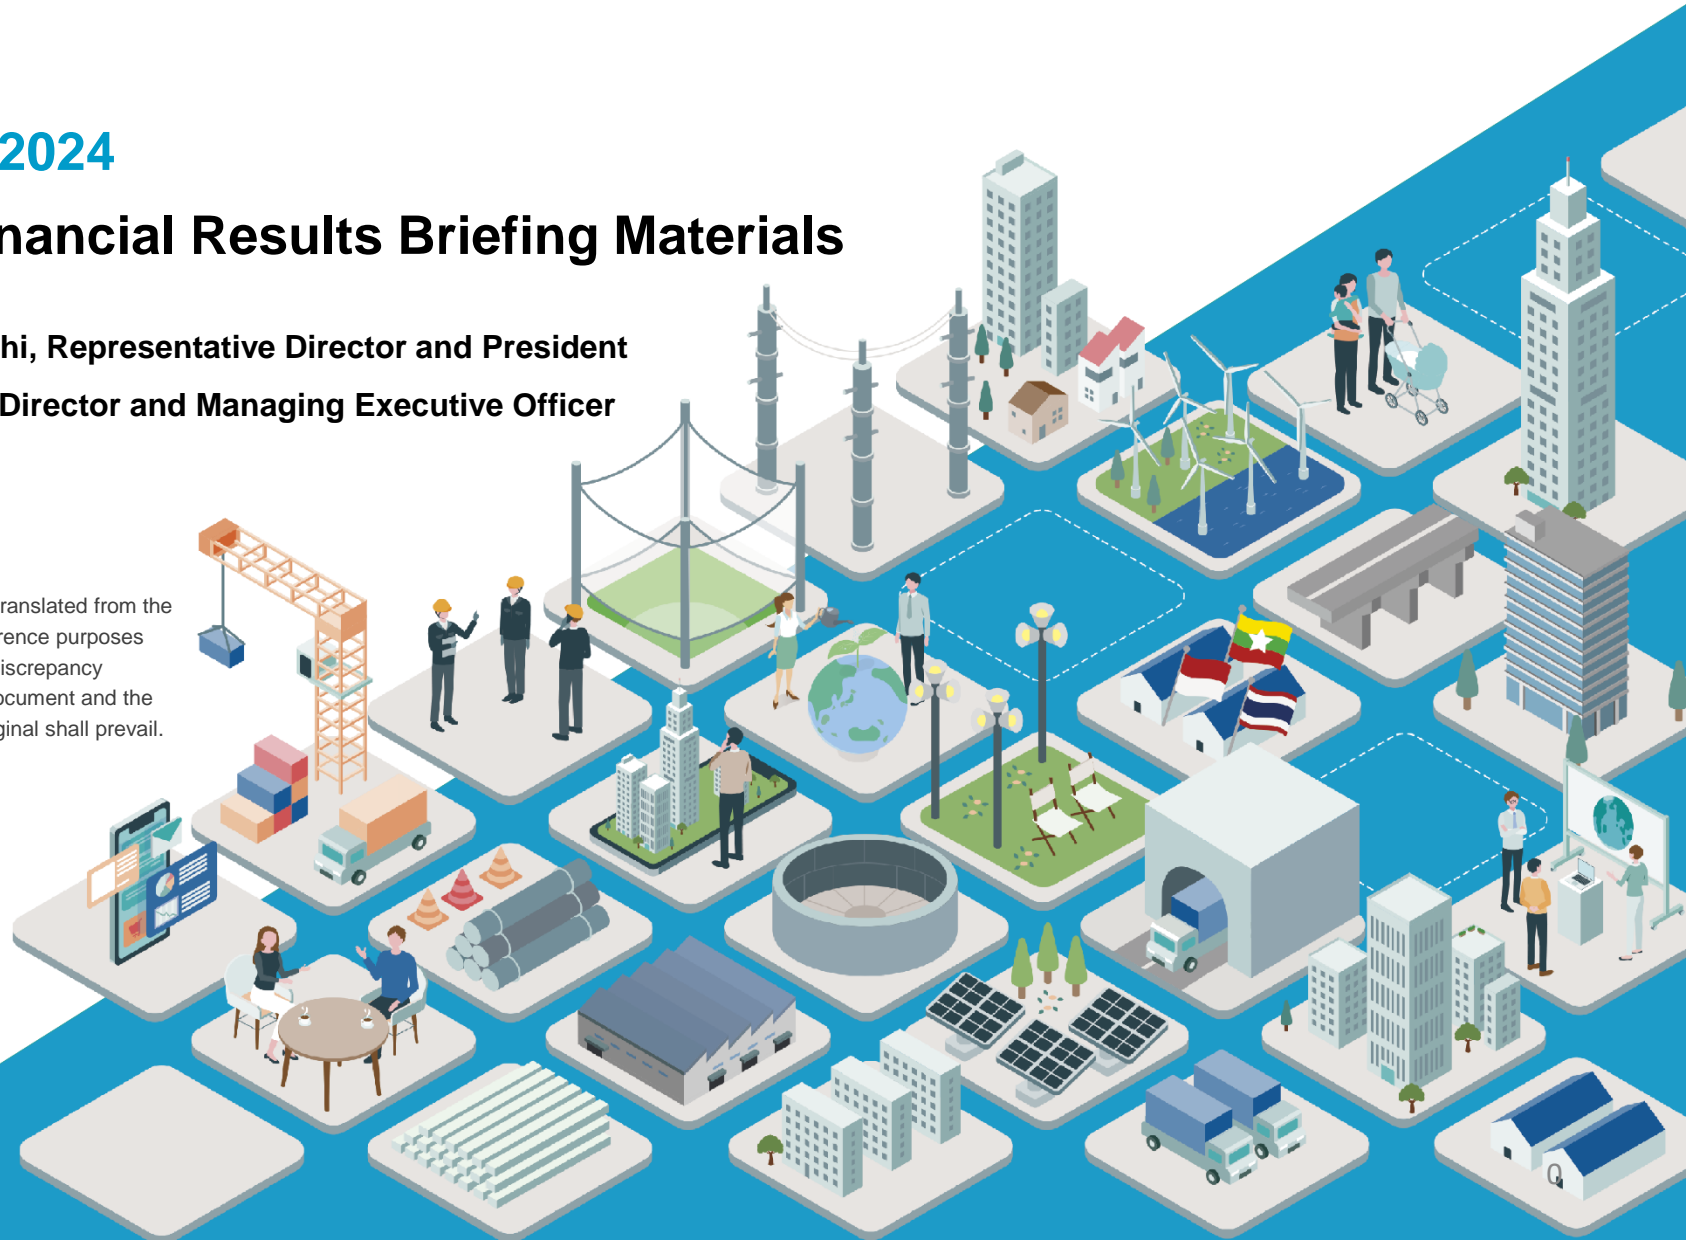 2024
nancial Results Briefing Materials
hi, Representative Director and President
Director and Managing Executive Officer
ranslated from the
rence purposes
iscrepancy
ocument and the
ginal shall prevail.
0